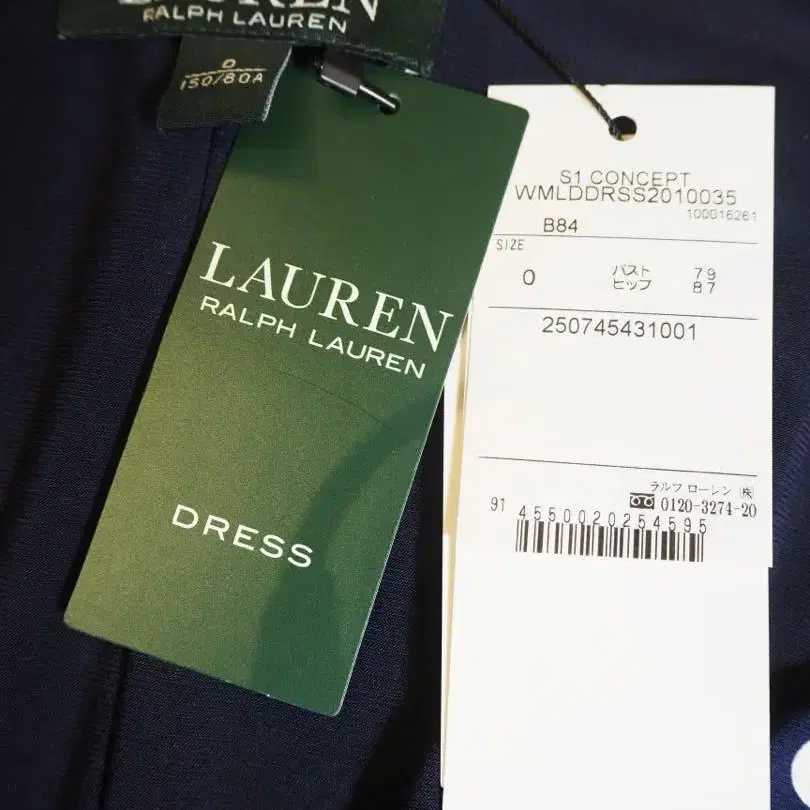 LAUREN
RALPH LAUREN
0
150/80A
LAUREN
RALPH LAUREN
DRESS
S1 CONCEPT
WMLDDRSS2010035
100016261
B84
SIZE
0 バスト 79
ヒップ 87
250745431001
ラルフ ローレン ㈱
0120-3274-20
91 4550020254595